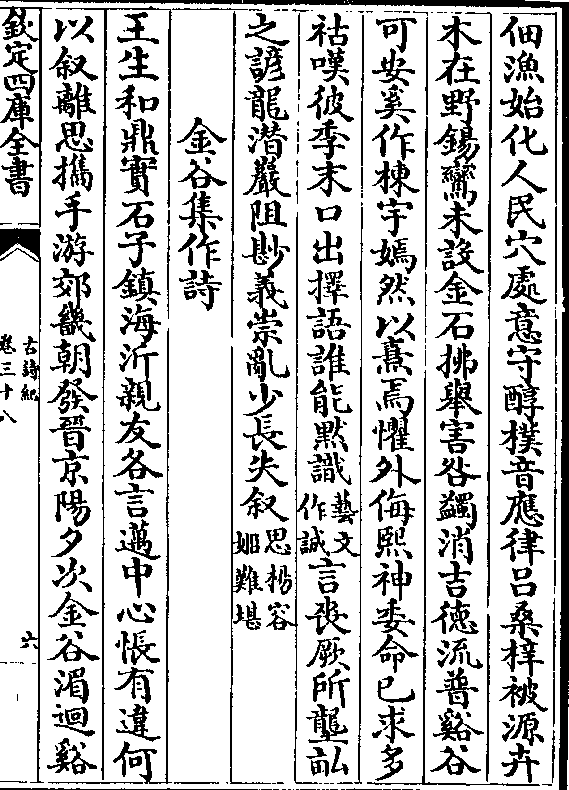 佃漁始化人民穴處意守醇樸音應律呂桑梓被源卉
木在野錫鸞未設金石拂舉害咎蠲消吉德流普谿谷
可安奚作棟宇嫣然以熹焉懼外侮熙神委命已求多
祜嘆彼季末口出擇語誰能默識藝文作誠言喪厥所壟畝
之諺龍潛巖阻尠義崇亂少長失叙思楊容姬難堪
金谷集作詩
王生和鼎實石子鎮海沂親友各言邁中心悵有違何
以叙離思攜手游郊畿朝發晉京陽夕次金谷湄迴谿
欽定四庫全書
古詩紀
卷三十八
六